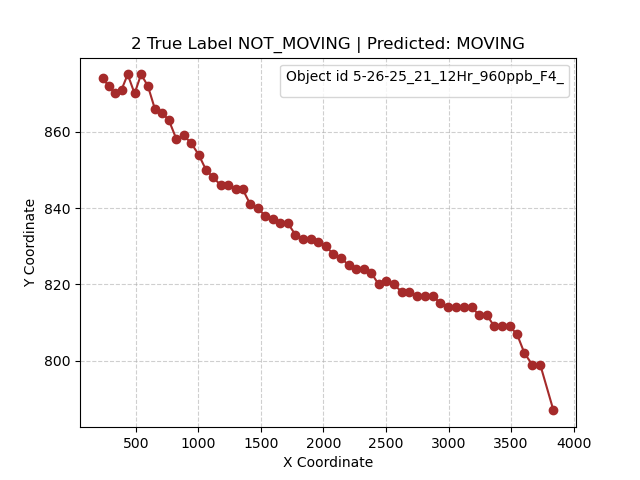 2 True Label NOT_MOVING | Predicted: MOVING
Object id 5-26-25_21_12Hr_960ppb_F4_
860
840
820
800
Y Coordinate
500 1000 1500 2000 2500 3000 3500 4000
X Coordinate